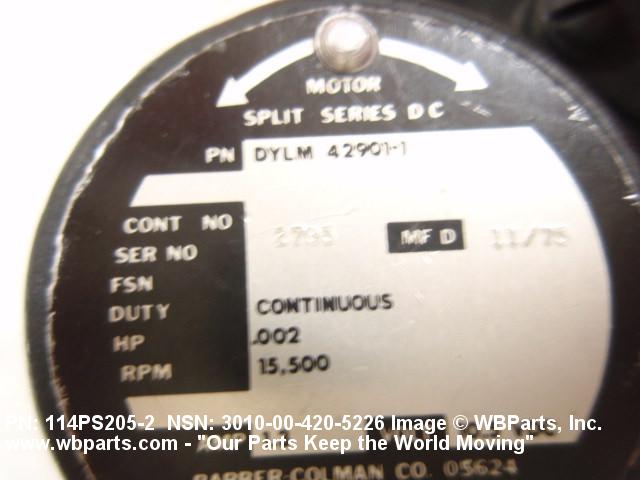 MOTOR
SPLIT SERIES DC
PN DYLM 42901-1
CONT NO
SER NO 2795 MFD 11/75
FSN
DUTY CONTINUOUS
HP .002
RPM 15,500
PN: 114PS205-2 NSN: 3010-00-420-5226 Image © WBParts, Inc.
www.wbparts.com - "Our Parts Keep the World Moving"
BARBER-COLMAN CO. 05624